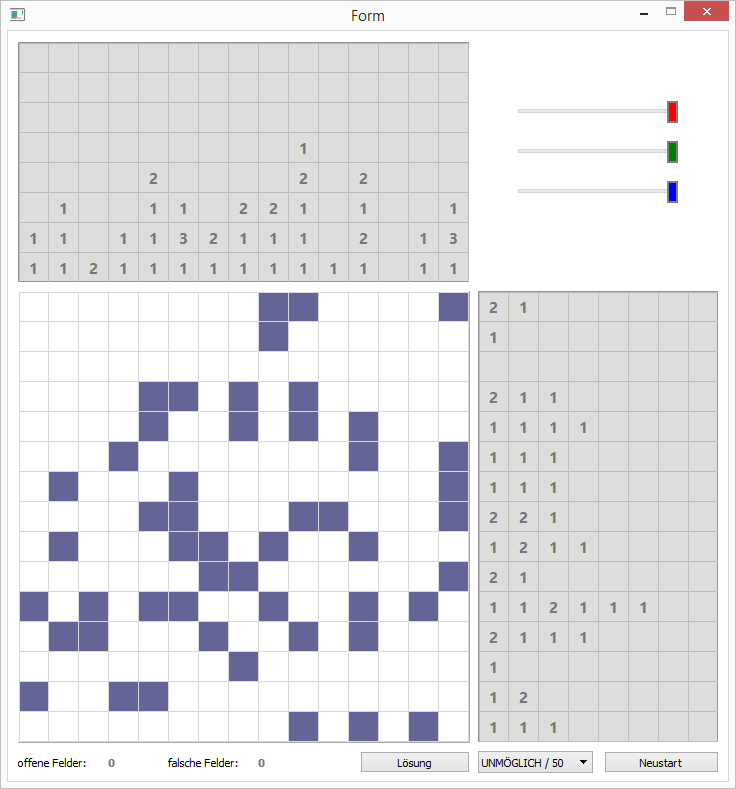 Form
1
2 2 2
1 1 1 2 2 1 1 1
1 1 1 1 3 2 1 1 1 2 1 3
1 1 2 1 1 1 1 1 1 1 1 1 1 1
2 1
1
2 1 1
1 1 1 1
1 1 1
1 1 1
2 2 1
1 2 1 1
2 1
1 1 2 1 1 1
2 1 1 1
1
1 2
1 1 1
offene Felder: 0 falsche Felder: 0 Lösung UNMÖGLICH / 50 Neustart